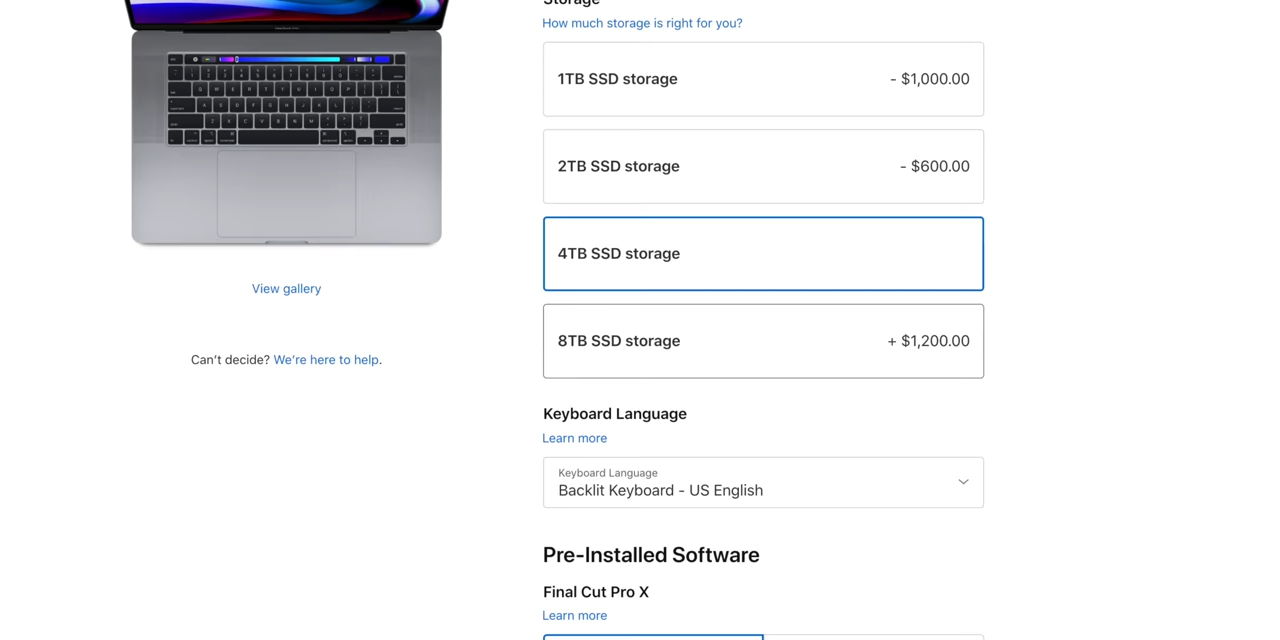 Storage
How much storage is right for you?
1TB SSD storage - $1,000.00
2TB SSD storage - $600.00
4TB SSD storage
8TB SSD storage + $1,200.00
View gallery
Can’t decide? We’re here to help.
Keyboard Language
Learn more
Keyboard Language
Backlit Keyboard - US English
Pre-Installed Software
Final Cut Pro X
Learn more